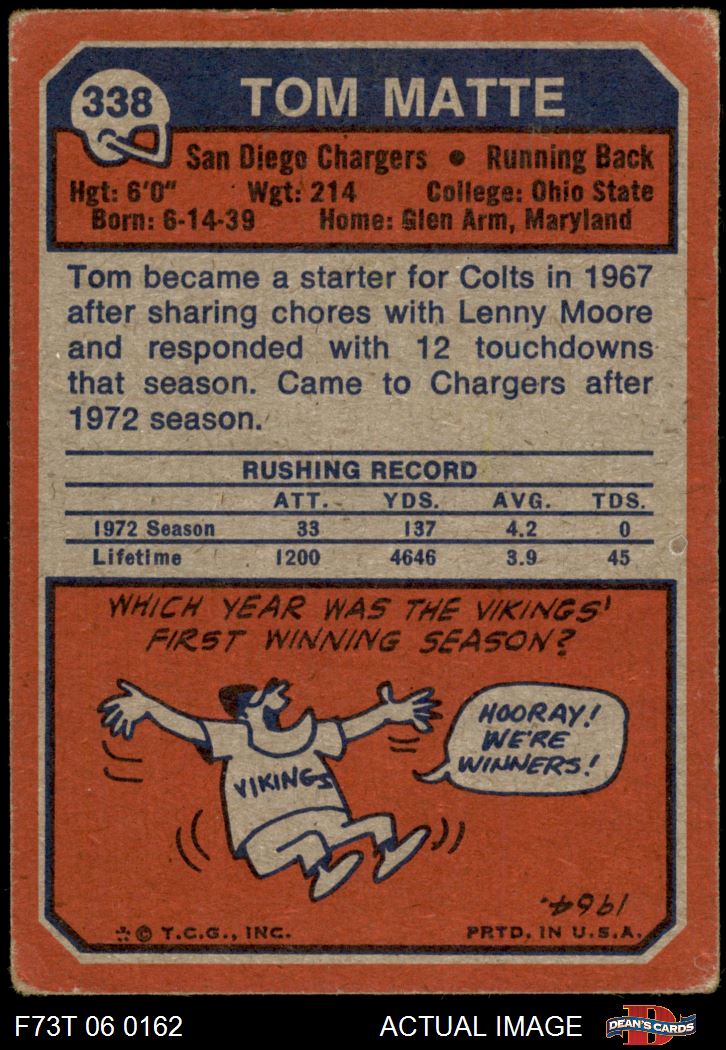 338
TOM MATTE
San Diego Chargers • Running Back
Hgt: 6'0" Wgt: 214 College: Ohio State
Born: 6-14-39 Home: Glen Arm, Maryland
Tom became a starter for Colts in 1967
after sharing chores with Lenny Moore
and responded with 12 touchdowns
that season. Came to Chargers after
1972 season.
RUSHING RECORD
ATT. YDS. AVG. TDS.
1972 Season 33 137 4.2 0
Lifetime 1200 4646 3.9 45
WHICH YEAR WAS THE VIKINGS'
FIRST WINNING SEASON?
HOORAY!
WE'RE
WINNERS!
VIKINGS
1964.
** © T.C.G., INC. PRTD. IN U.S.A.
F73T 06 0162 ACTUAL IMAGE
D
DEAN'S CARDS